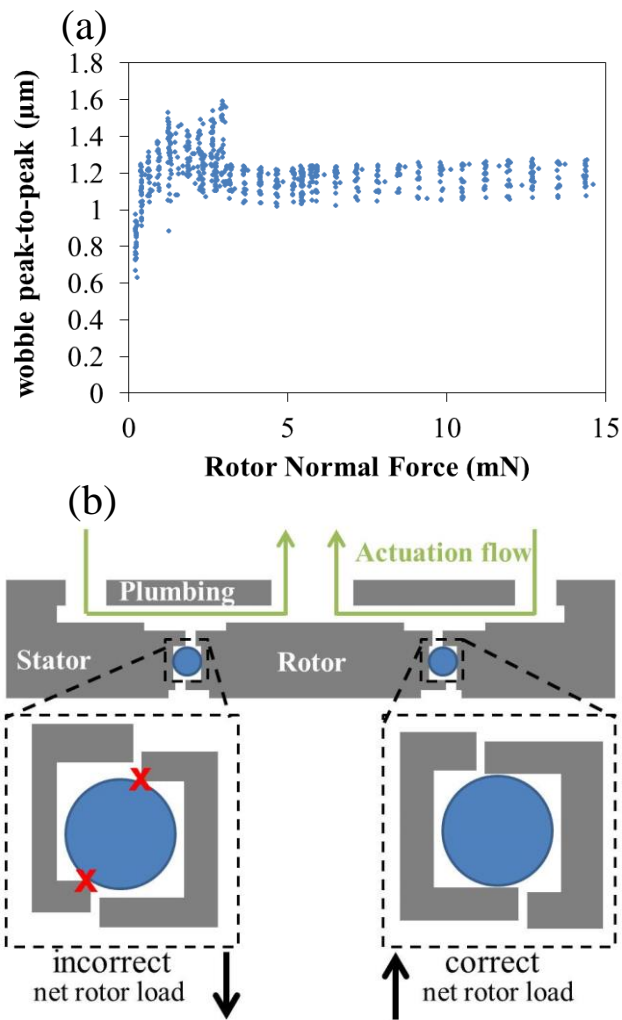 (a)
1.8
1.6
1.4
1.2
1
0.8
0.6
0.4
0.2
0
wobble peak-to-peak (μm)
0 5 10 15
Rotor Normal Force (mN)
(b)
Actuation flow
Plumbing
Stator
Rotor
X
X
incorrect
net rotor load
correct
net rotor load